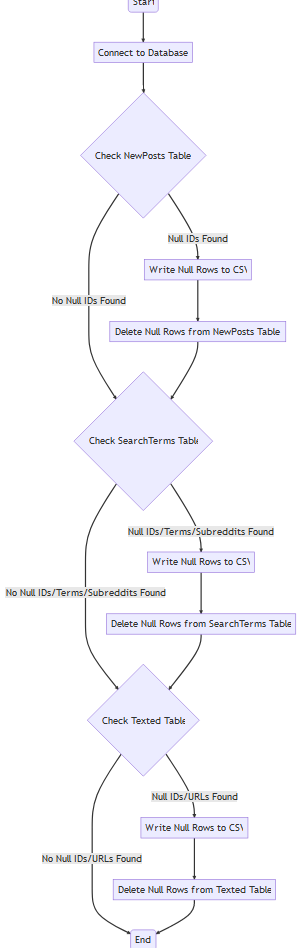 Start
Connect to Database
Check NewPosts Table
Null IDs Found
Write Null Rows to CSV
No Null IDs Found
Delete Null Rows from NewPosts Table
Check SearchTerms Table
Null IDs/Terms/Subreddits Found
Write Null Rows to CSV
No Null IDs/Terms/Subreddits Found
Delete Null Rows from SearchTerms Table
Check Texted Table
Null IDs/URLs Found
Write Null Rows to CSV
No Null IDs/URLs Found
Delete Null Rows from Texted Table
End